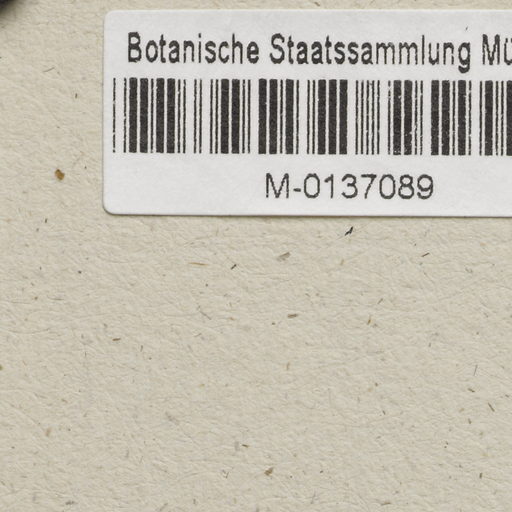 Botanische Staatssammlung Mü
M-0137089